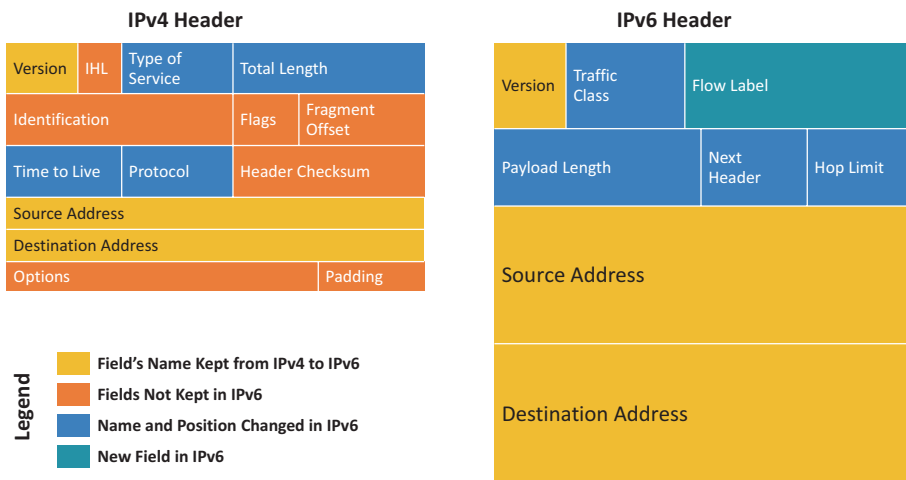 IPv4 Header
Version
IHL
Type of
Service
Total Length
Identification
Flags
Fragment
Offset
Time to Live
Protocol
Header Checksum
Source Address
Destination Address
Options
Padding
IPv6 Header
Version
Traffic
Class
Flow Label
Payload Length
Next
Header
Hop Limit
Source Address
Destination Address
Legend
Field’s Name Kept from IPv4 to IPv6
Fields Not Kept in IPv6
Name and Position Changed in IPv6
New Field in IPv6